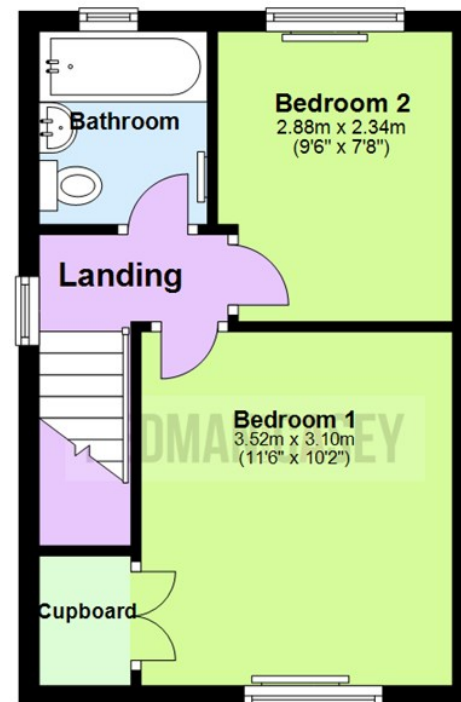 Bathroom
Bedroom 2
2.88m x 2.34m
(9'6" x 7'8")
Landing
Bedroom 1
3.52m x 3.10m
(11'6" x 10'2")
Cupboard